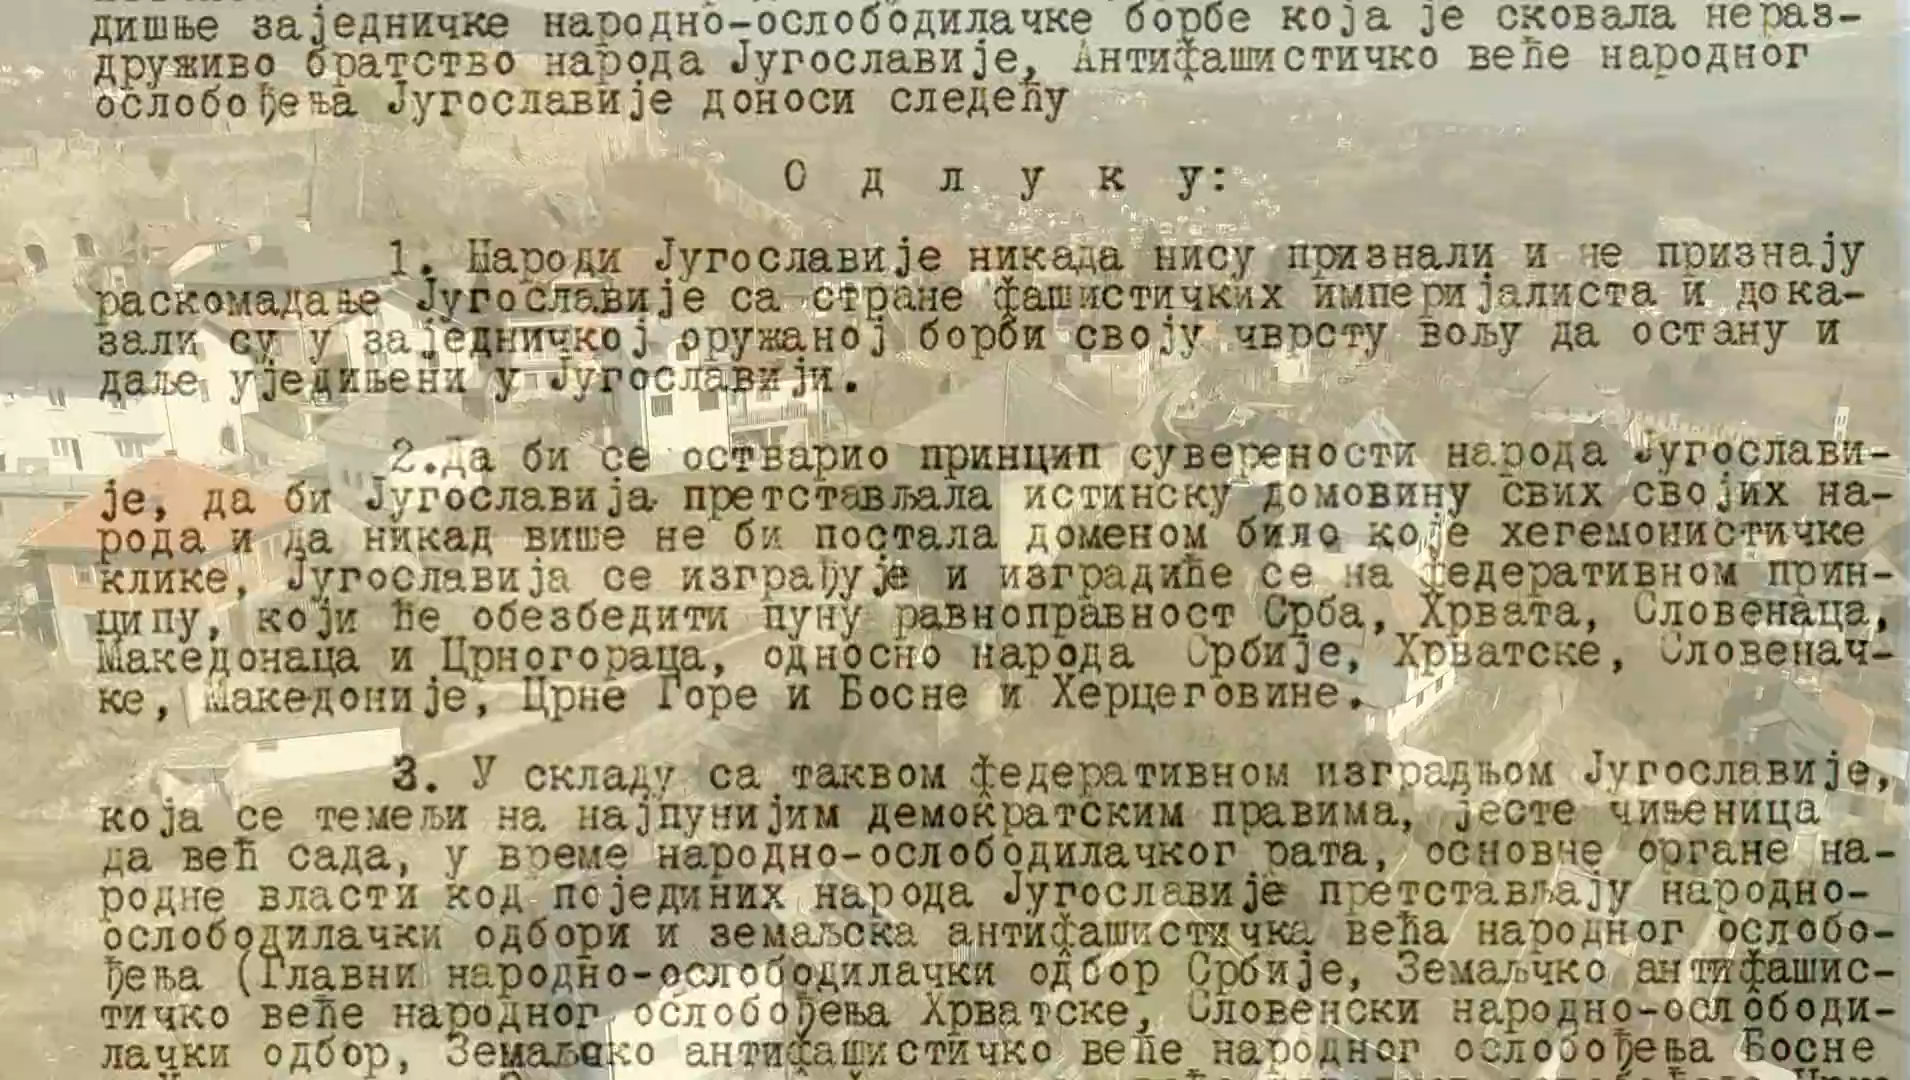 дишње заједничке народно-ослободилачке борбе која је сковала нераз-
друживо братство народа Југославије, Антифашистичко веће народног
ослобођења Југославије доноси следећу
О д л у к у:
1. Народи Југославије никада нису признали и не признају
раскомадање Југославије са стране фашистичких империјалиста и дока-
зали су у заједничкој оружаној борби своју чврсту вољу да остану и
даље уједињени у Југославији.
2.Да би се остварио принцип суверености народа Југослави-
је, да би Југославија претстављала истинску домовину свих својих на-
рода и да никад више не би постала доменом било које хегемонистичке
клике, Југославија се изграђује и изградиће се на федеративном прин-
ципу, који ће обезбедити пуну равноправност Срба, Хрвата, Словенаца,
Македонаца и Црногораца, односно народа Србије, Хрватске, Словенач-
ке, Македоније, Црне Горе и Босне и Херцеговине.
3. У складу са таквом федеративном изградњом Југославије,
која се темељи на најпунијим демократским правима, јесте чињеница
да већ сада, у време народно-ослободилачког рата, основне органе на-
родне власти код појединих народа Југославије претстављају народно-
ослободилачки одбори и земаљска антифашистичка већа народног ослобо-
ђења (Главни народно-ослободилачки одбор Србије, Земаљчко антифашис-
тичко веће народног ослобођења Хрватске, Словенски народно-ослободи-
лачки одбор, Земаљско антифашистичко веће народног ослобођења Босне